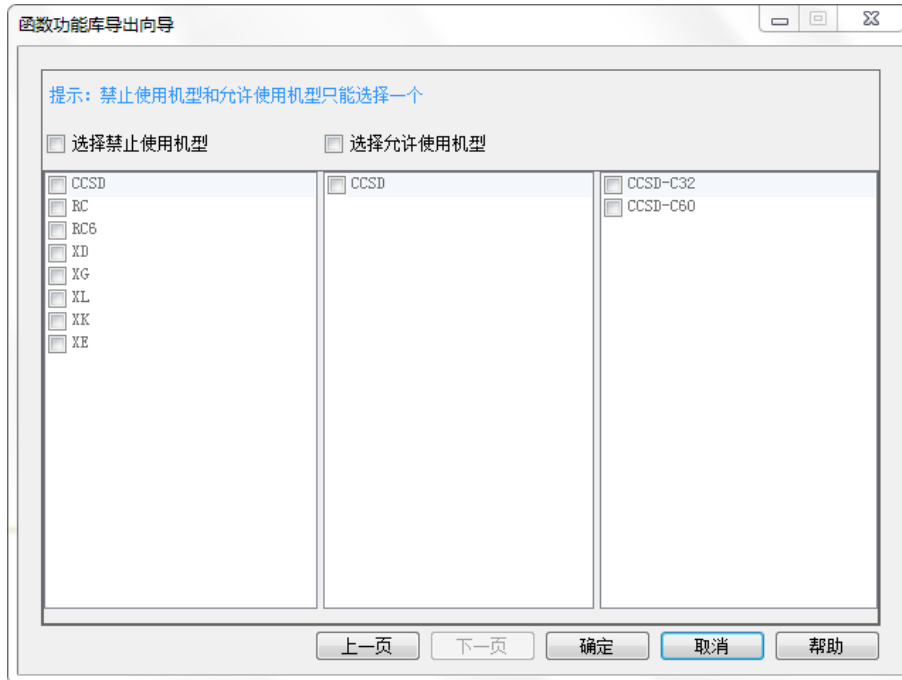 函数功能库导出向导
提示：禁止使用机型和允许使用机型只能选择一个
选择禁止使用机型 选择允许使用机型
CCSD CCSD CCSD-C32
RC CCSD-C60
RC6
XD
XG
XL
XK
XE
上一页 下一页 确定 取消 帮助